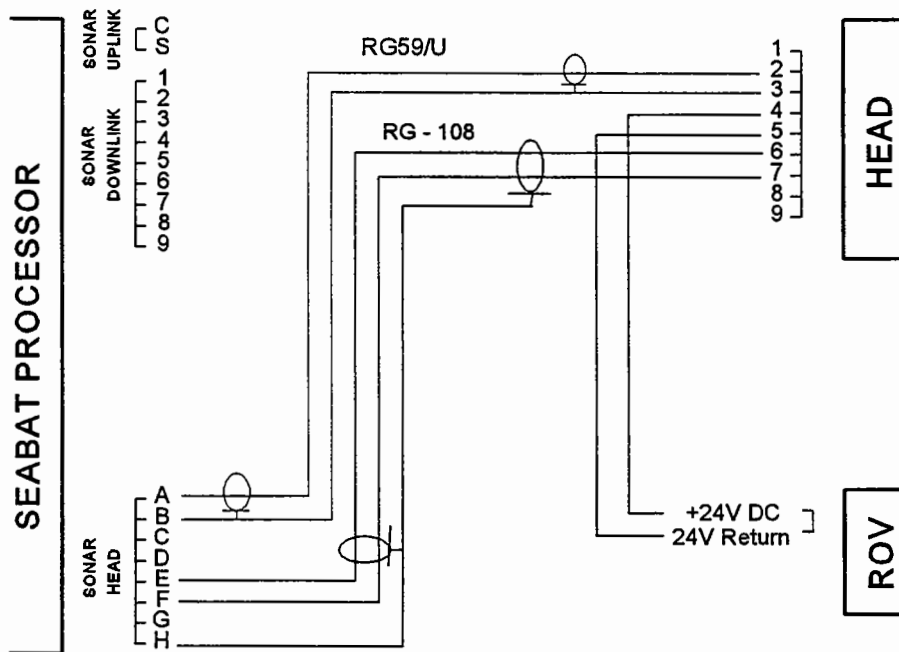 SEABAT PROCESSOR
SONAR
UPLINK
C
S
SONAR
DOWNLINK
1
2
3
4
5
6
7
8
9
SONAR
HEAD
A
B
C
D
E
F
G
H
RG59/U
RG - 108
1
2
3
4
5
6
7
8
9
HEAD
+24V DC
24V Return
ROV